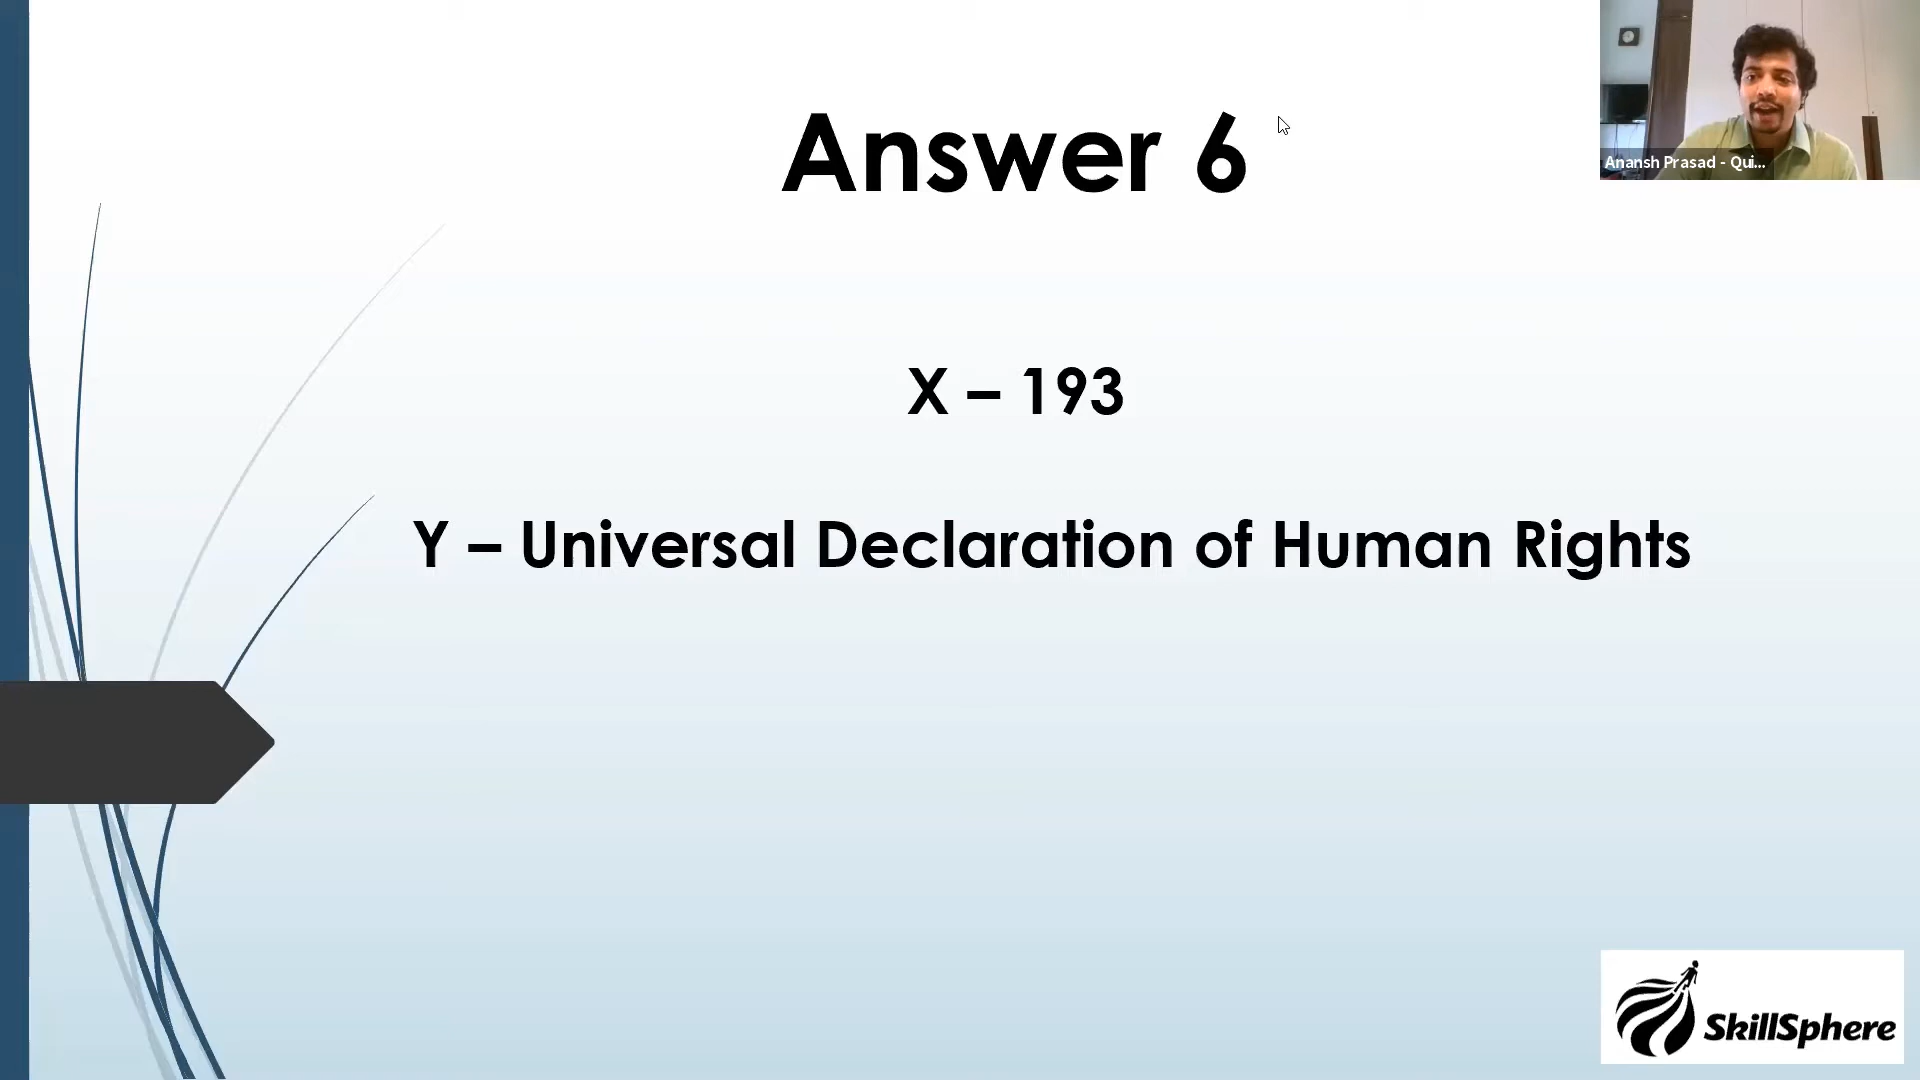 Answer 6
Anansh Prasad - Qui...
X – 193
Y – Universal Declaration of Human Rights
SkillSphere